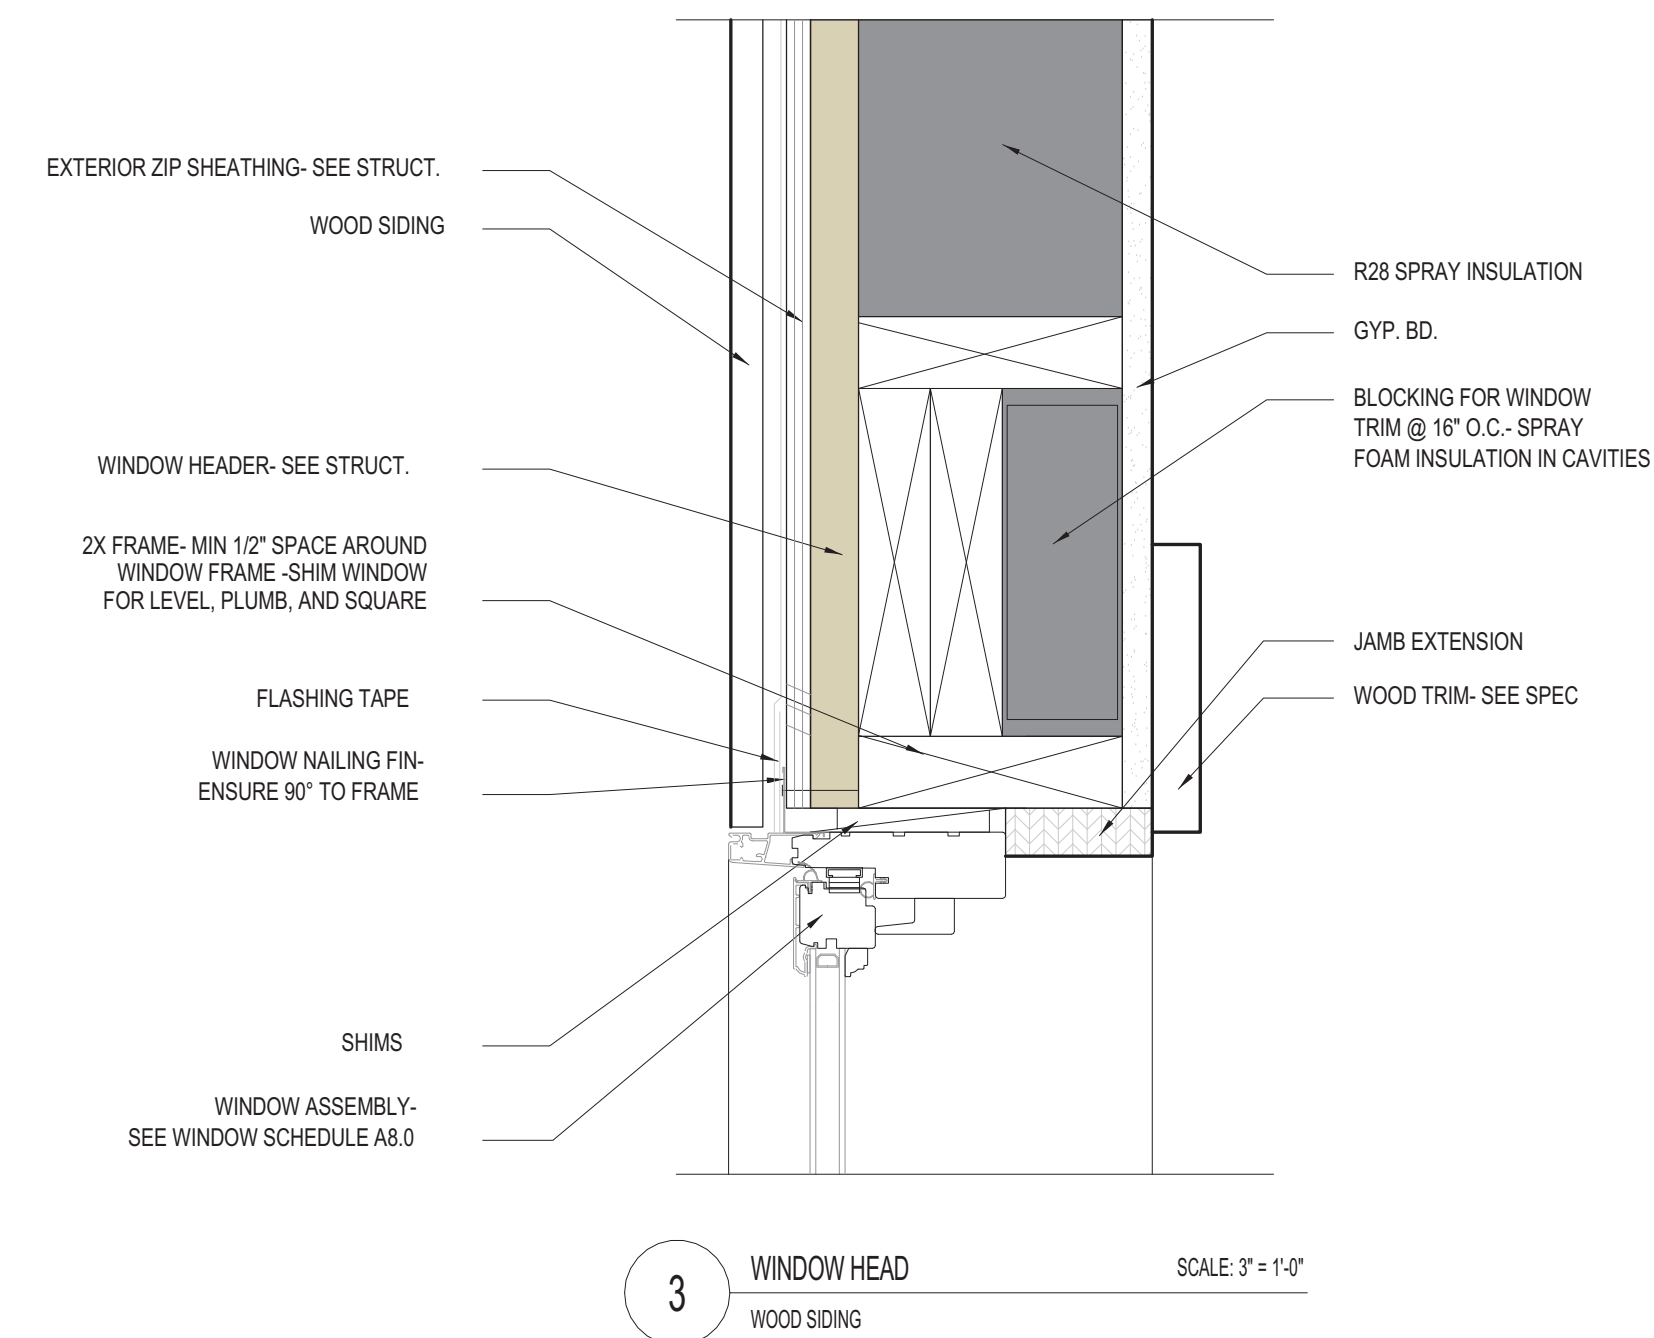 EXTERIOR ZIP SHEATHING- SEE STRUCT.
WOOD SIDING
WINDOW HEADER- SEE STRUCT.
2X FRAME- MIN 1/2" SPACE AROUND
WINDOW FRAME -SHIM WINDOW
FOR LEVEL, PLUMB, AND SQUARE
FLASHING TAPE
WINDOW NAILING FIN-
ENSURE 90° TO FRAME
SHIMS
WINDOW ASSEMBLY-
SEE WINDOW SCHEDULE A8.0
R28 SPRAY INSULATION
GYP. BD.
BLOCKING FOR WINDOW
TRIM @ 16" O.C.- SPRAY
FOAM INSULATION IN CAVITIES
JAMB EXTENSION
WOOD TRIM- SEE SPEC
3
WINDOW HEAD
SCALE: 3" = 1'-0"
WOOD SIDING